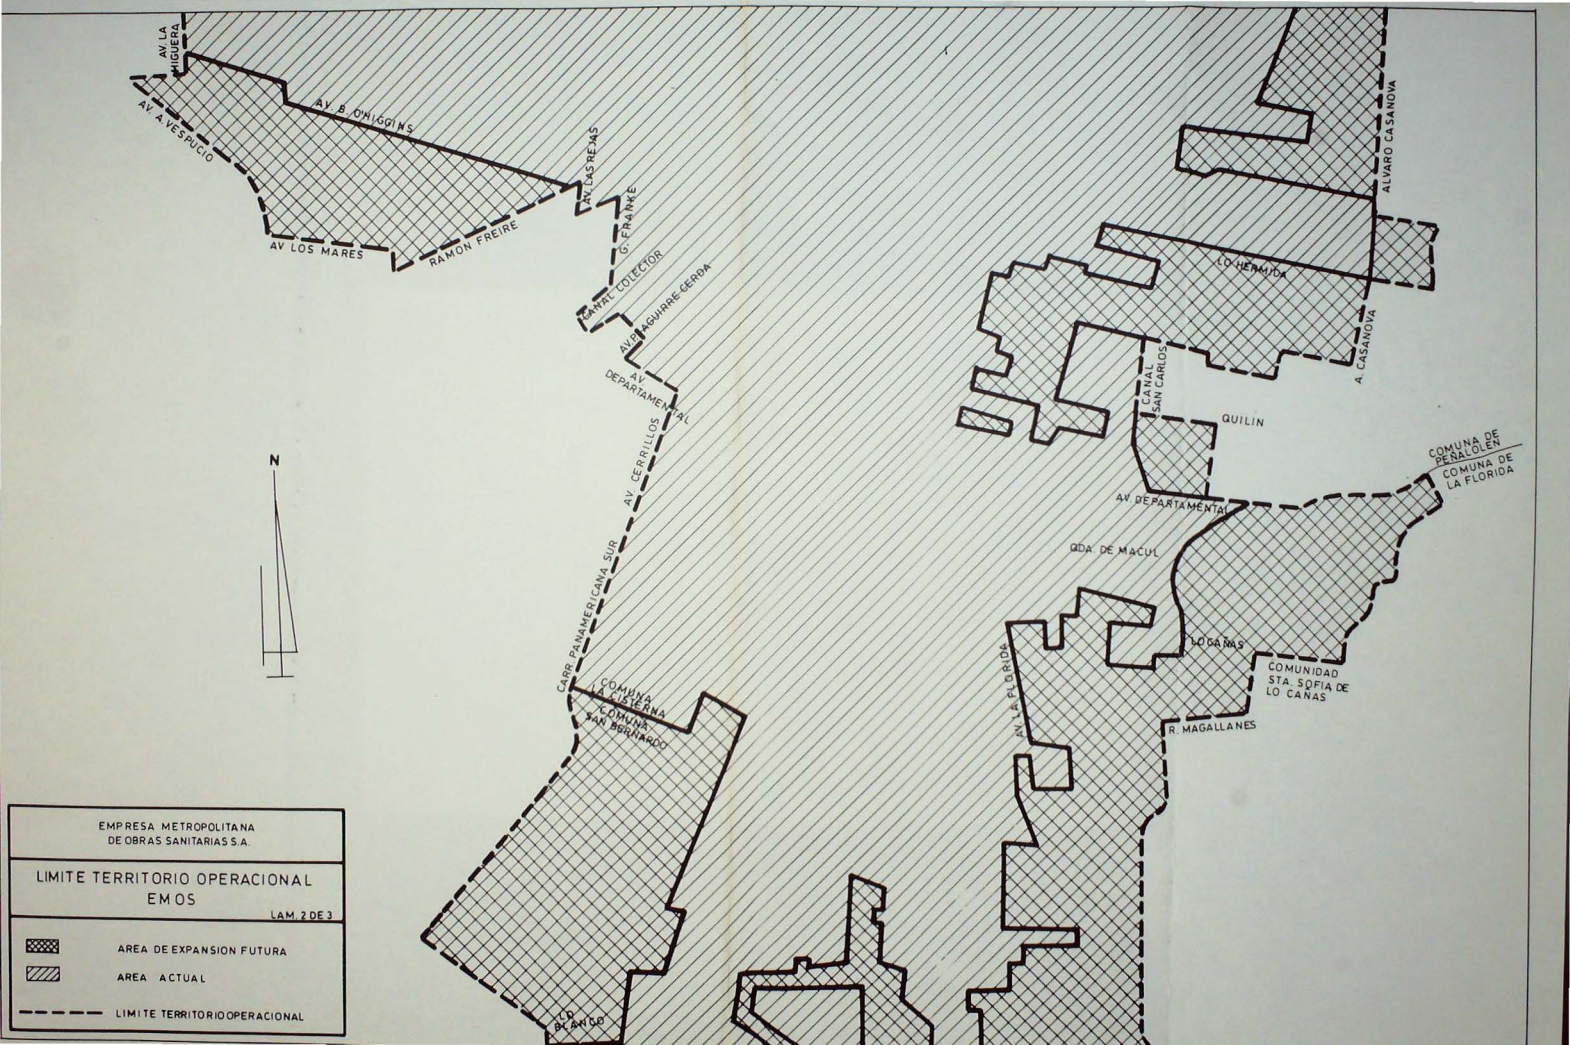 AV. LA
HIGUERA
AV. A. VESPUCIO
AV. B. O'HIGGINS
AV LOS MARES
RAMON FREIRE
AV. LAS REJAS
G. FRANKE
CANAL COLECTOR
AV. P. AGUIRRE CERDA
AV.
DEPARTAMENTAL
AV CERRILLOS
CARR. PANAMERICANA SUR
ALVARO CASANOVA
LO HERMIDA
A. CASANOVA
CANAL
SAN CARLOS
QUILIN
COMUNA DE
PEÑALOLEN
COMUNA DE
LA FLORIDA
AV. DEPARTAMENTAL
QDA. DE MACUL
LO CAÑAS
AV. LA FLORIDA
COMUNIDAD
STA. SOFIA DE
LO CAÑAS
R. MAGALLANES
COMUNA
LA CISTERNA
COMUNA
SAN BERNARDO
LO
BLANCO
N
EMPRESA METROPOLITANA
DE OBRAS SANITARIAS S.A.
LIMITE TERRITORIO OPERACIONAL
EMOS
LAM. 2 DE 3
AREA DE EXPANSION FUTURA
AREA ACTUAL
LIMITE TERRITORIO OPERACIONAL